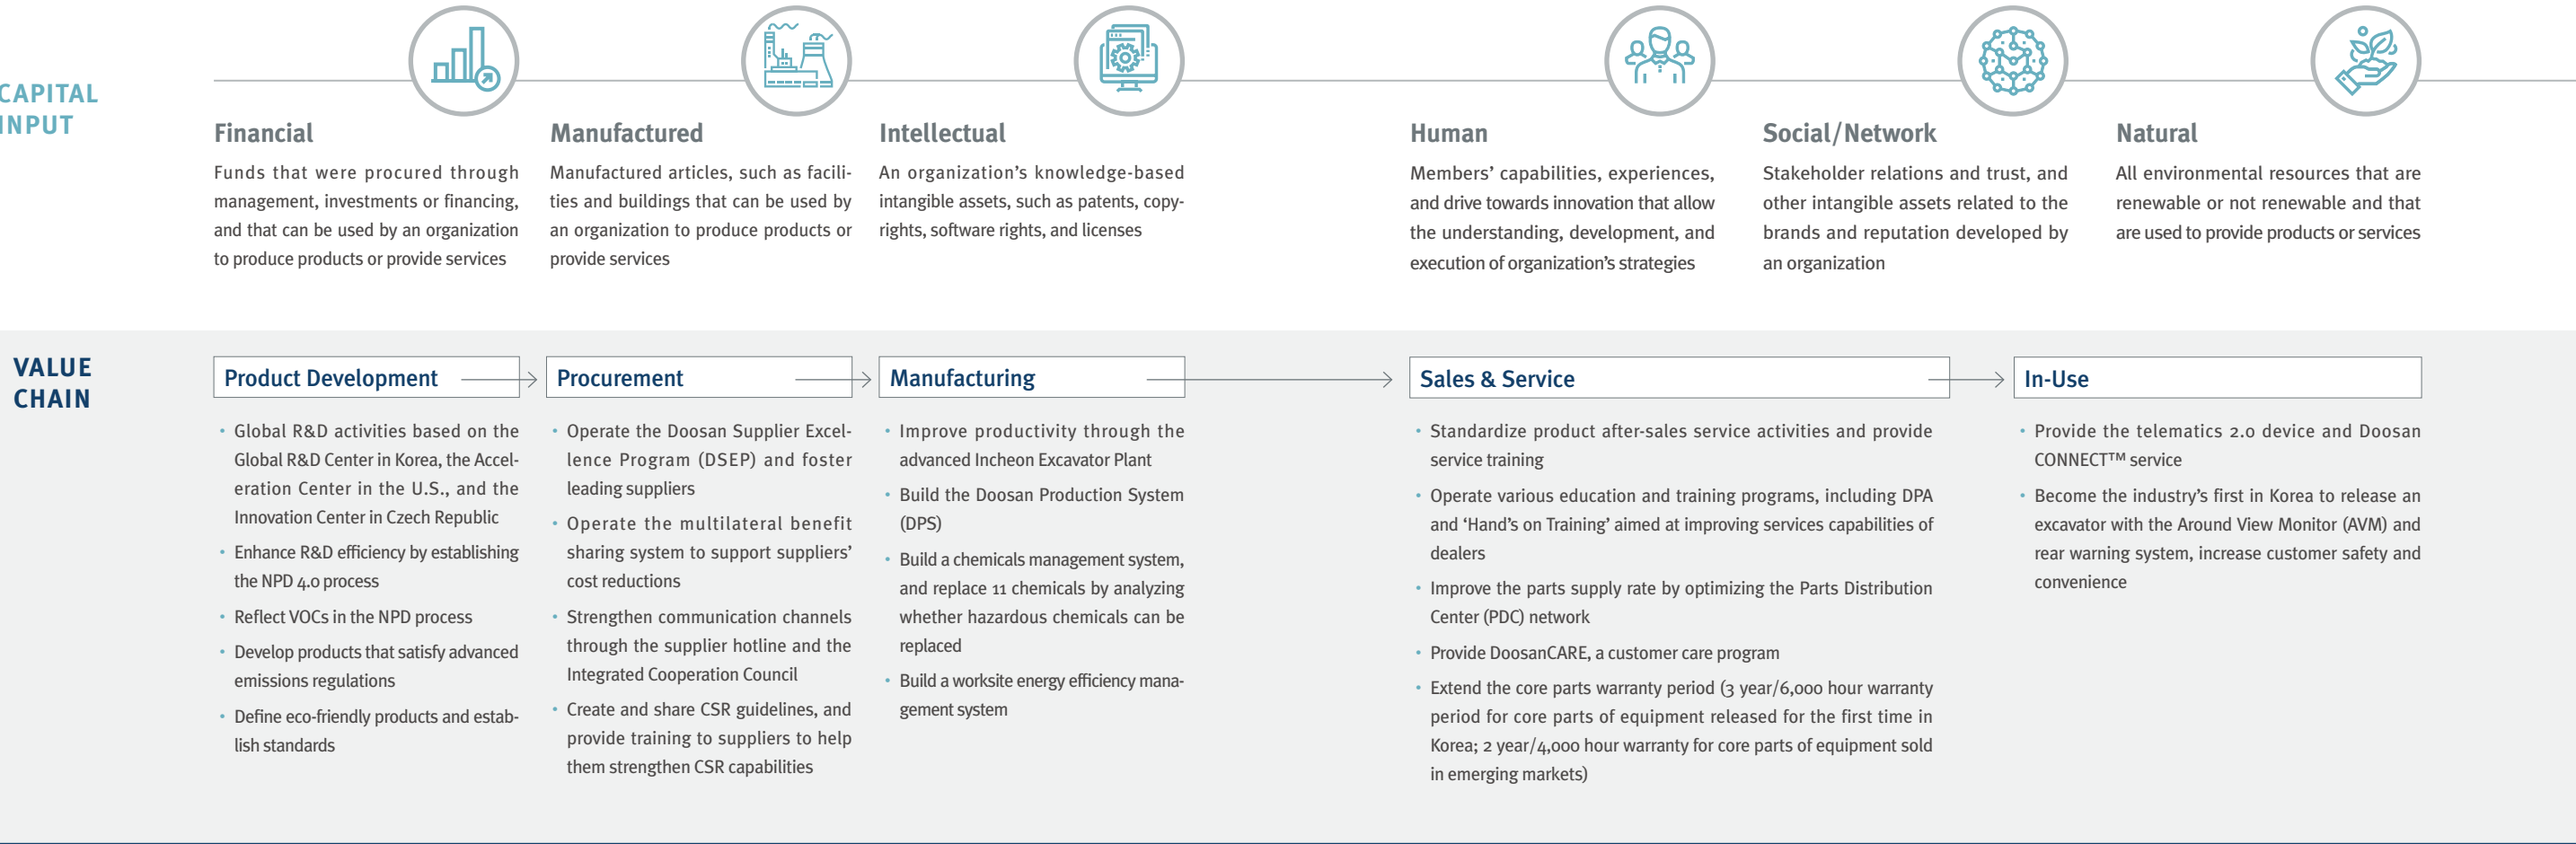 CAPITAL
INPUT
Financial
Funds that were procured through
management, investments or financing,
and that can be used by an organization
to produce products or provide services
Manufactured
Manufactured articles, such as facili-
ties and buildings that can be used by
an organization to produce products or
provide services
Intellectual
An organization's knowledge-based
intangible assets, such as patents, copy-
rights, software rights, and licenses
Human
Members' capabilities, experiences,
and drive towards innovation that allow
the understanding, development, and
execution of organization's strategies
Social/Network
Stakeholder relations and trust, and
other intangible assets related to the
brands and reputation developed by
an organization
Natural
All environmental resources that are
renewable or not renewable and that
are used to provide products or services
VALUE
CHAIN
Product Development
• Global R&D activities based on the
Global R&D Center in Korea, the Accel-
eration Center in the U.S., and the
Innovation Center in Czech Republic
• Enhance R&D efficiency by establishing
the NPD 4.0 process
• Reflect VOCs in the NPD process
• Develop products that satisfy advanced
emissions regulations
• Define eco-friendly products and estab-
lish standards
Procurement
• Operate the Doosan Supplier Excel-
lence Program (DSEP) and foster
leading suppliers
• Operate the multilateral benefit
sharing system to support suppliers'
cost reductions
• Strengthen communication channels
through the supplier hotline and the
Integrated Cooperation Council
• Create and share CSR guidelines, and
provide training to suppliers to help
them strengthen CSR capabilities
Manufacturing
• Improve productivity through the
advanced Incheon Excavator Plant
• Build the Doosan Production System
(DPS)
• Build a chemicals management system,
and replace 11 chemicals by analyzing
whether hazardous chemicals can be
replaced
• Build a worksite energy efficiency mana-
gement system
Sales & Service
• Standardize product after-sales service activities and provide
service training
• Operate various education and training programs, including DPA
and 'Hand's on Training' aimed at improving services capabilities of
dealers
• Improve the parts supply rate by optimizing the Parts Distribution
Center (PDC) network
• Provide DoosanCARE, a customer care program
• Extend the core parts warranty period (3 year/6,000 hour warranty
period for core parts of equipment released for the first time in
Korea; 2 year/4,000 hour warranty for core parts of equipment sold
in emerging markets)
In-Use
• Provide the telematics 2.0 device and Doosan
CONNECT™ service
• Become the industry's first in Korea to release an
excavator with the Around View Monitor (AVM) and
rear warning system, increase customer safety and
convenience